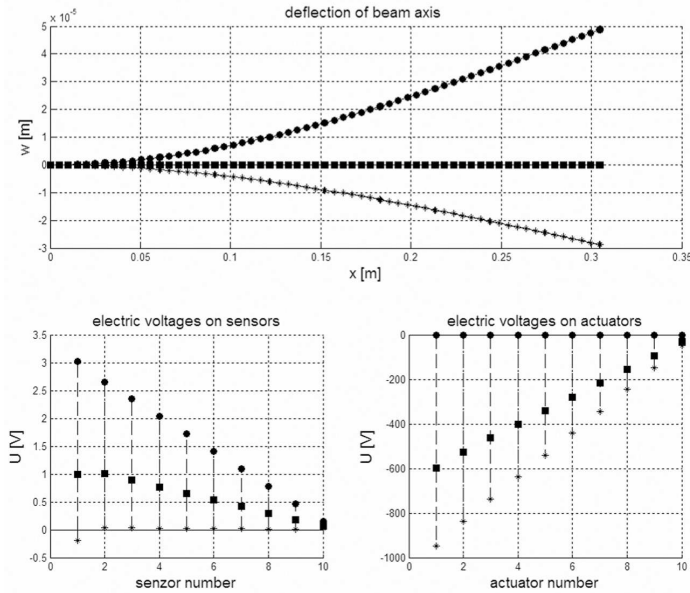 deflection of beam axis
× 10⁻⁵
5
4
3
2
1
0
-1
-2
-3
w [m]
0 0.05 0.1 0.15 0.2 0.25 0.3 0.35
x [m]
electric voltages on sensors
3.5
3
2.5
2
1.5
1
0.5
0
-0.5
U [V]
0 2 4 6 8 10
senzor number
electric voltages on actuators
0
-200
-400
-600
-800
-1000
U [V]
0 2 4 6 8 10
actuator number